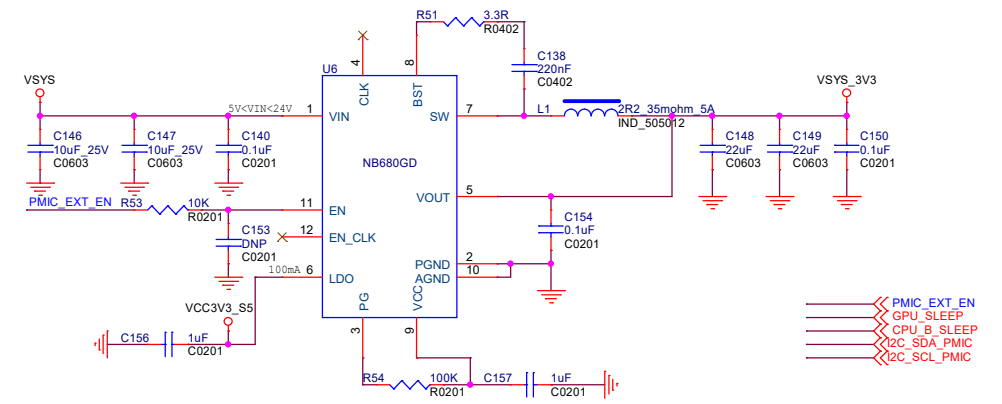 R51 3.3R
R0402
C138
220nF
C0402
U6
4
8
CLK
BST
VSYS
VSYS_3V3
5V<VIN<24V
1
VIN
SW
7
L1
2R2_35mohm_5A
IND_505012
C146
10uF_25V
C0603
C147
10uF_25V
C0603
C140
0.1uF
C0201
NB680GD
C148
22uF
C0603
C149
22uF
C0603
C150
0.1uF
C0201
VOUT
5
PMIC_EXT_EN
R53
10K
R0201
11
EN
12
EN_CLK
C153
DNP
C0201
C154
0.1uF
C0201
100mA
6
LDO
PGND
2
AGND
10
PG
VCC
3
9
VCC3V3_S5
C156
1uF
C0201
R54
100K
R0201
C157
1uF
C0201
PMIC_EXT_EN
GPU_SLEEP
CPU_B_SLEEP
I2C_SDA_PMIC
I2C_SCL_PMIC